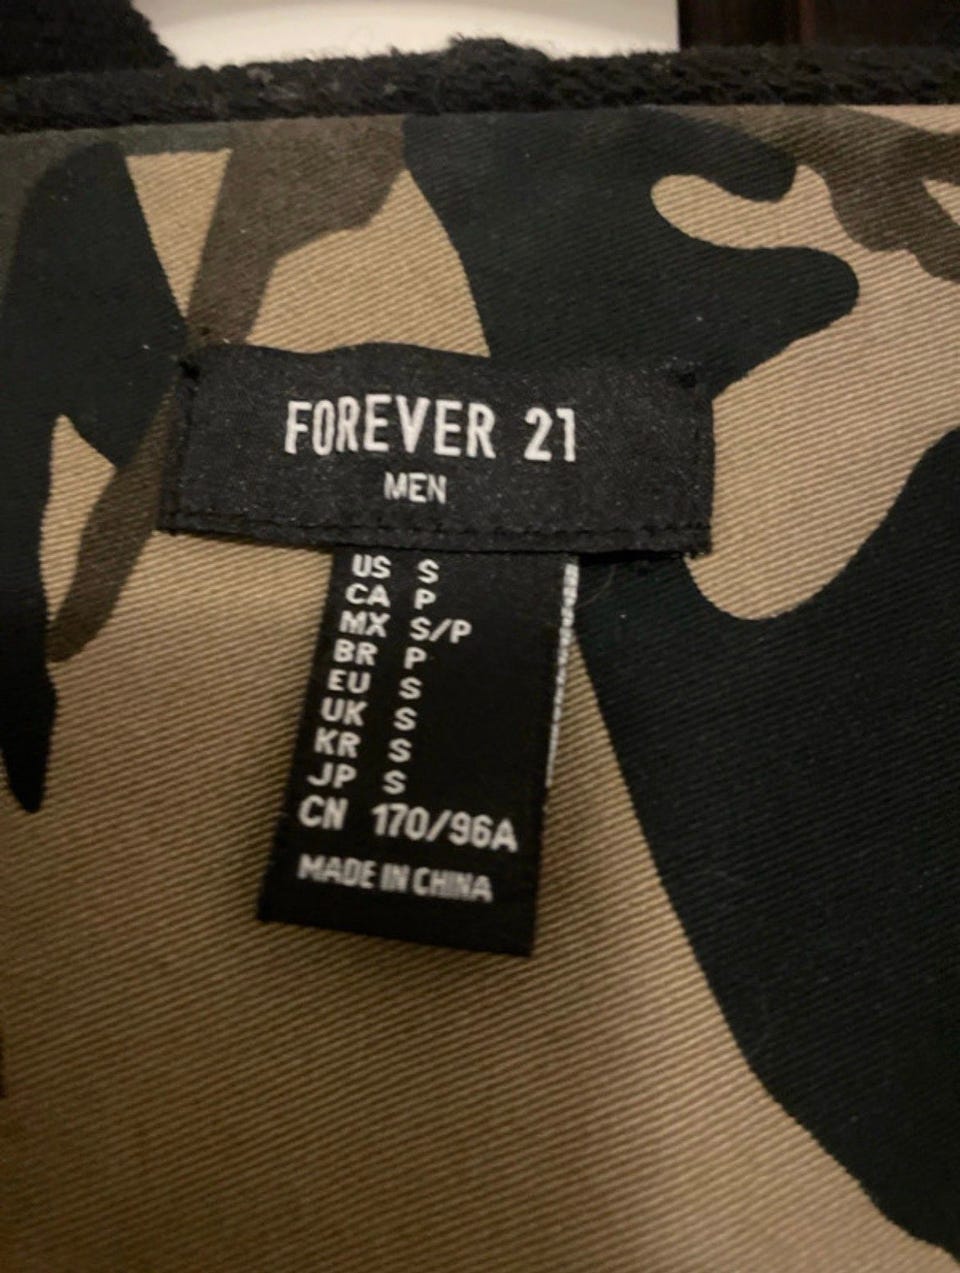 FOREVER 21
MEN
US S
CA P
MX S/P
BR P
EU S
UK S
KR S
JP S
CN 170/96A
MADE IN CHINA